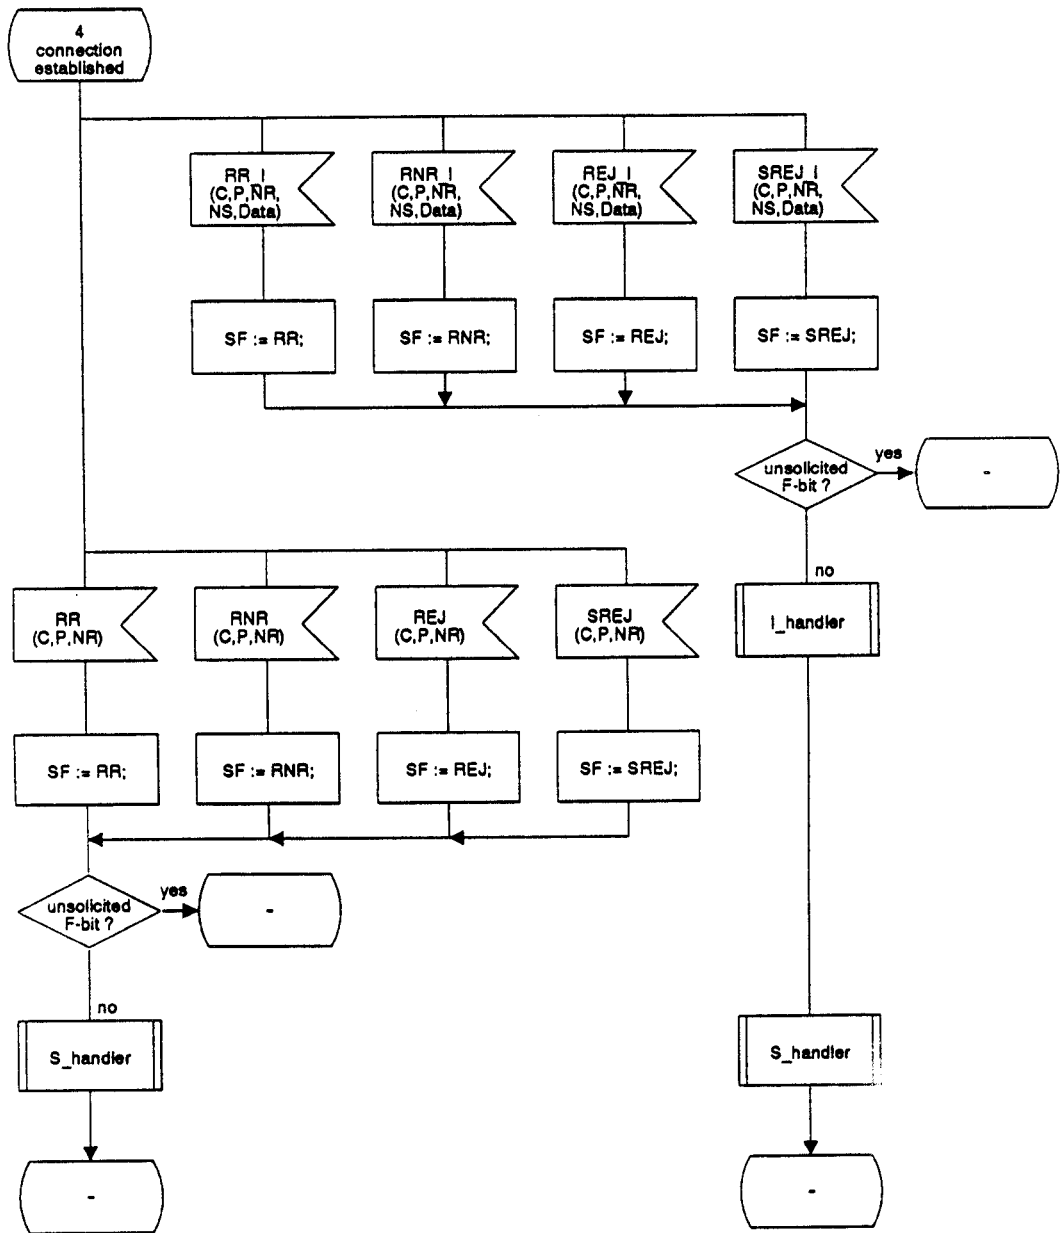 4
connection
established
RR_I
(C,P,NR,
NS,Data)
RNR_I
(C,P,NR,
NS,Data)
REJ_I
(C,P,NR,
NS,Data)
SREJ_I
(C,P,NR,
NS,Data)
SF := RR;
SF := RNR;
SF := REJ;
SF := SREJ;
unsolicited
F-bit ?
yes
-
no
I_handler
RR
(C,P,NR)
RNR
(C,P,NR)
REJ
(C,P,NR)
SREJ
(C,P,NR)
SF := RR;
SF := RNR;
SF := REJ;
SF := SREJ;
unsolicited
F-bit ?
yes
-
no
S_handler
S_handler
-
-